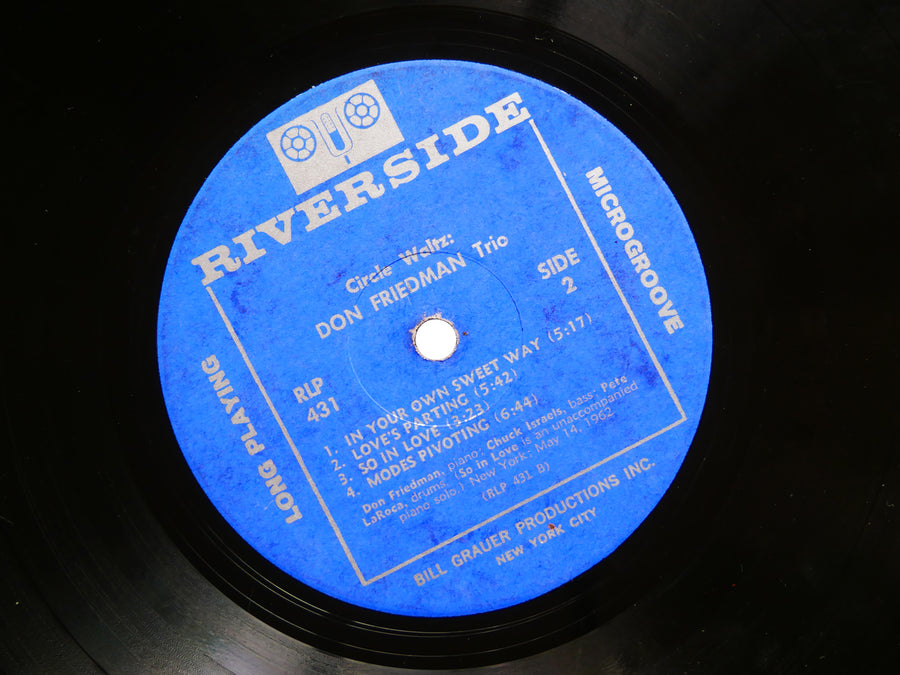 RIVERSIDE
Circle Waltz:
DON FRIEDMAN Trio
SIDE
2
RLP
431
MICROGROOVE
LONG PLAYING
1. IN YOUR OWN SWEET WAY (5:17)
2. LOVE'S PARTING (5:42)
3. SO IN LOVE (3:23)
4. MODES PIVOTING (6:44)
Don Friedman, piano; Chuck Israels, bass; Pete
LaRoca, drums. (So in Love is an unaccompanied
piano solo.) New York; May 14, 1962
(RLP 431 B)
BILL GRAUER PRODUCTIONS INC.
NEW YORK CITY